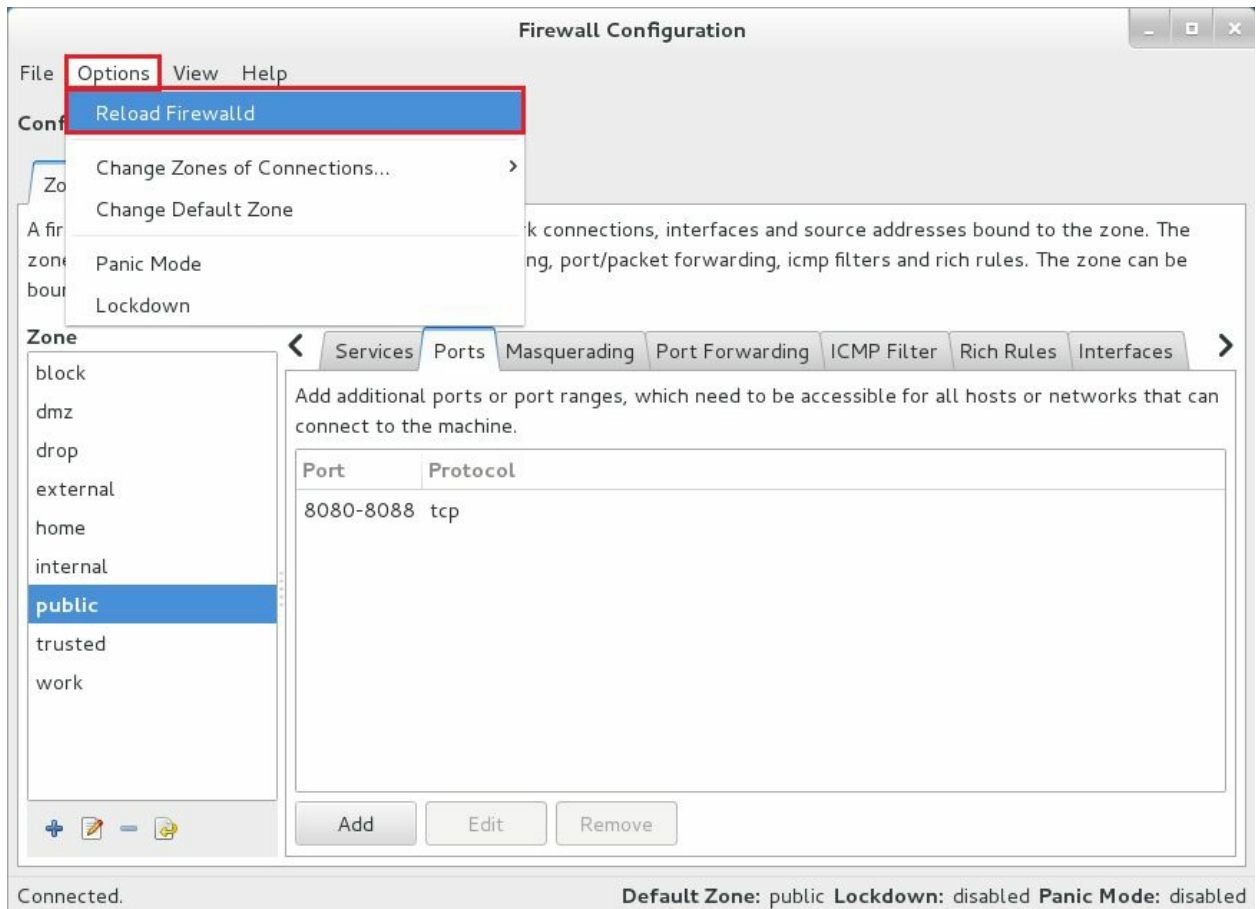 Firewall Configuration
File Options View Help
Reload Firewalld
Conf
Change Zones of Connections...
Zo
Change Default Zone
A fir k connections, interfaces and source addresses bound to the zone. The
zone ng, port/packet forwarding, icmp filters and rich rules. The zone can be
Panic Mode
bour
Lockdown
Zone
Services Ports Masquerading Port Forwarding ICMP Filter Rich Rules Interfaces
block
dmz
drop
external
home
internal
public
trusted
work
Add additional ports or port ranges, which need to be accessible for all hosts or networks that can
connect to the machine.
Port Protocol
8080-8088 tcp
Add Edit Remove
Connected.
Default Zone: public Lockdown: disabled Panic Mode: disabled